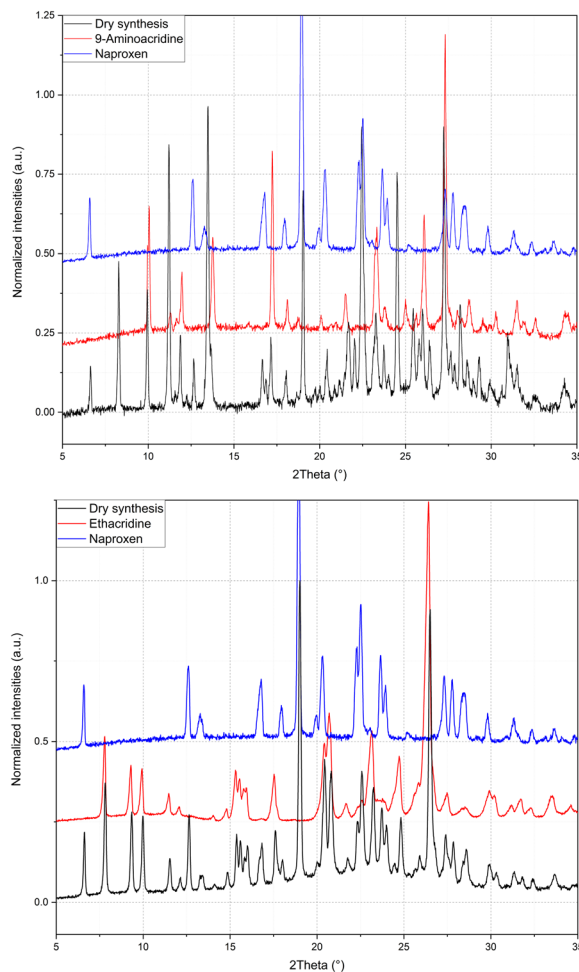 1.25
Dry synthesis
9-Aminoacridine
Naproxen
1.00
0.75
0.50
0.25
0.00
Normalized intensities (a.u.)
5 10 15 20 25 30 35
2Theta (°)
Dry synthesis
Ethacridine
Naproxen
1.0
0.5
0.0
Normalized intensities (a.u.)
5 10 15 20 25 30 35
2Theta (°)